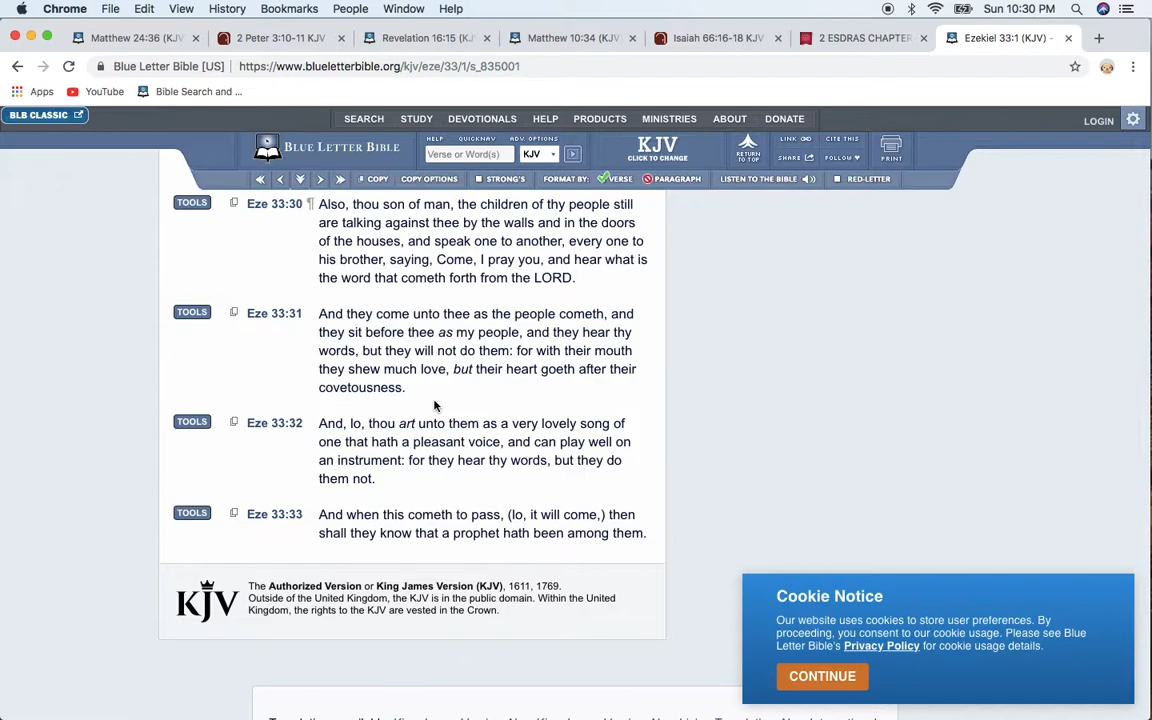 Chrome File Edit View History Bookmarks People Window Help Sun 10:30 PM
Matthew 24:36 (KJV × 2 Peter 3:10-11 KJV × Revelation 16:15 (KJV × Matthew 10:34 (KJV) × Isaiah 66:16-18 KJV × 2 ESDRAS CHAPTER × Ezekiel 33:1 (KJV) - × +
Blue Letter Bible [US] | https://www.blueletterbible.org/kjv/eze/33/1/s_835001
Apps YouTube Bible Search and ...
BLB CLASSIC SEARCH STUDY DEVOTIONALS HELP PRODUCTS MINISTRIES ABOUT DONATE LOGIN
BLUE LETTER BIBLE
HELP QUICKNAV ADV. OPTIONS
Verse or Word(s) KJV
KJV
CLICK TO CHANGE
RETURN
TO TOP
LINK CITE THIS
SHARE FOLLOW
PRINT
COPY COPY OPTIONS STRONG'S FORMAT BY: VERSE PARAGRAPH LISTEN TO THE BIBLE RED-LETTER
TOOLS Eze 33:30 ¶ Also, thou son of man, the children of thy people still
are talking against thee by the walls and in the doors
of the houses, and speak one to another, every one to
his brother, saying, Come, I pray you, and hear what is
the word that cometh forth from the LORD.
TOOLS Eze 33:31 And they come unto thee as the people cometh, and
they sit before thee as my people, and they hear thy
words, but they will not do them: for with their mouth
they shew much love, but their heart goeth after their
covetousness.
TOOLS Eze 33:32 And, lo, thou art unto them as a very lovely song of
one that hath a pleasant voice, and can play well on
an instrument: for they hear thy words, but they do
them not.
TOOLS Eze 33:33 And when this cometh to pass, (lo, it will come,) then
shall they know that a prophet hath been among them.
KJV
The Authorized Version or King James Version (KJV), 1611, 1769.
Outside of the United Kingdom, the KJV is in the public domain. Within the United
Kingdom, the rights to the KJV are vested in the Crown.
Cookie Notice
Our website uses cookies to store user preferences. By
proceeding, you consent to our cookie usage. Please see Blue
Letter Bible's Privacy Policy for cookie usage details.
CONTINUE